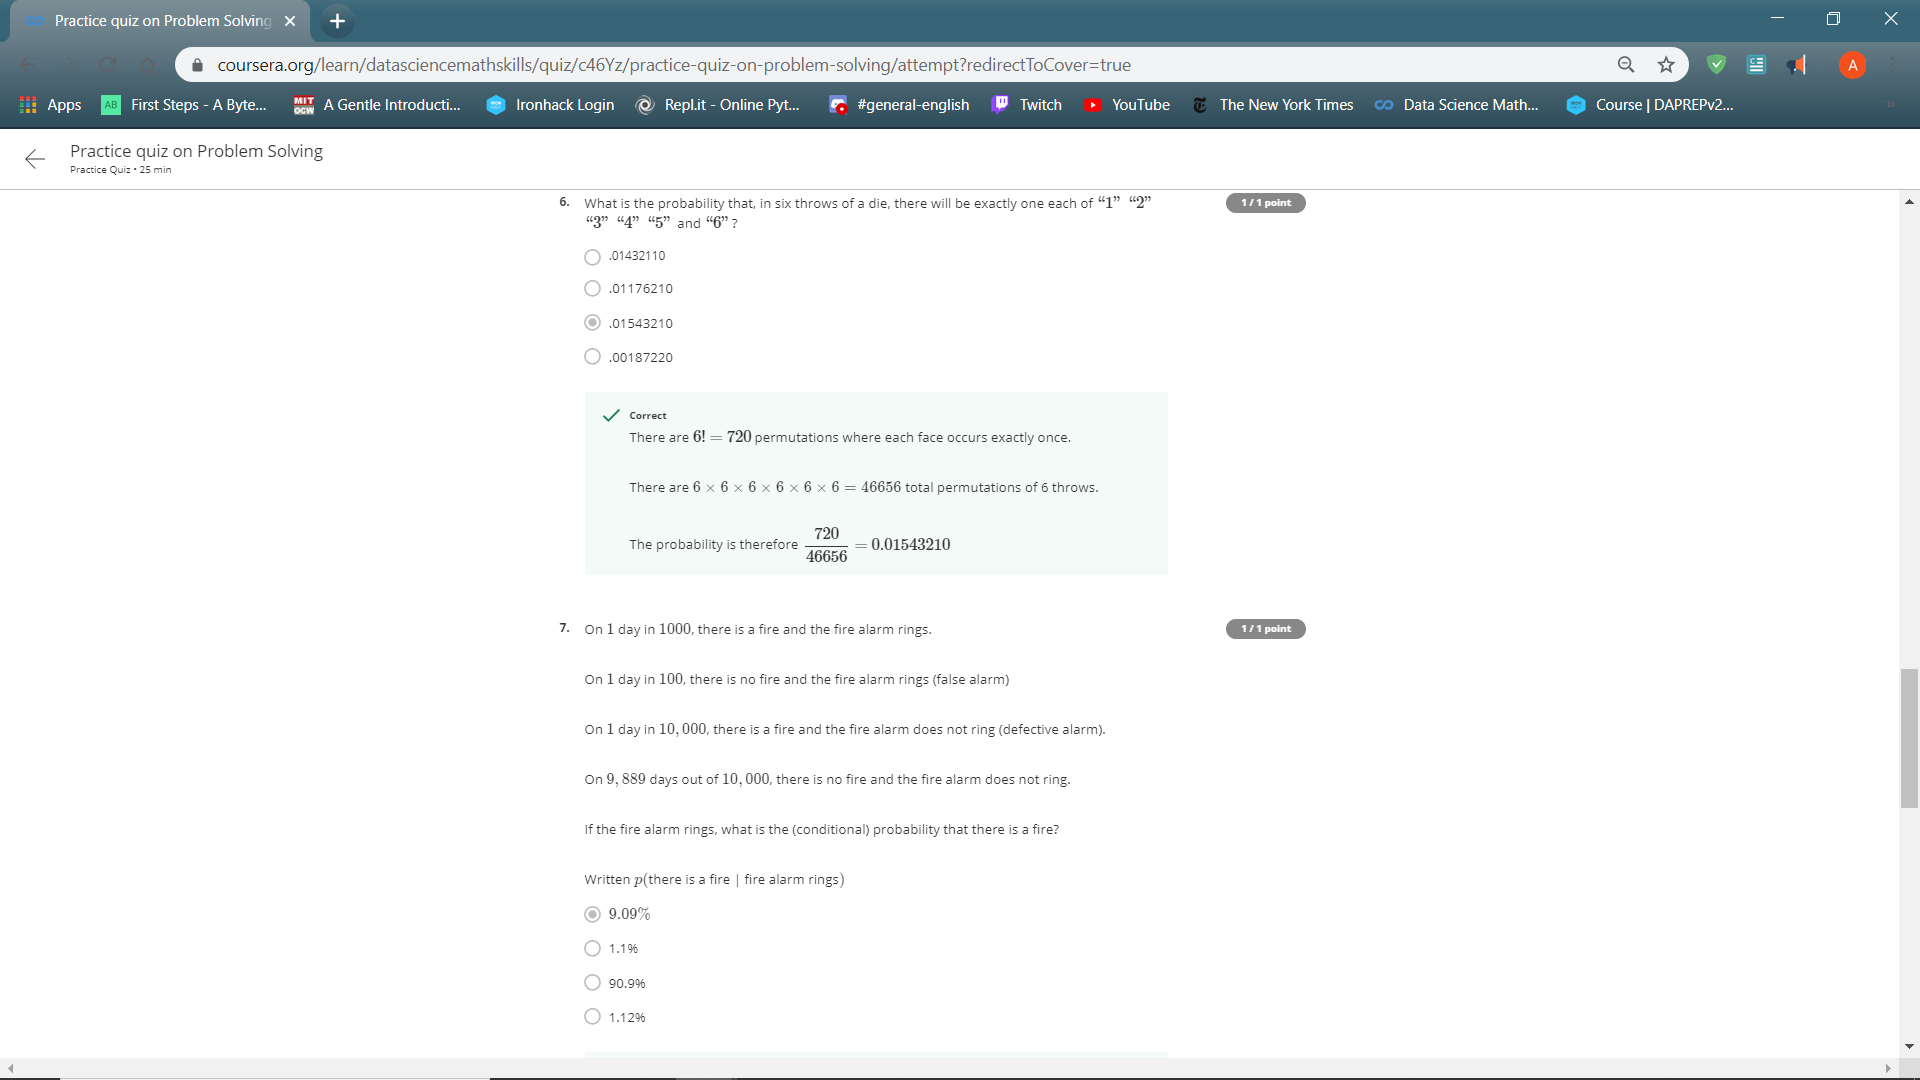 Practice quiz on Problem Solving
coursera.org/learn/datasciencemathskills/quiz/c46Yz/practice-quiz-on-problem-solving/attempt?redirectToCover=true
A
Apps AB First Steps - A Byte... MIT OCW A Gentle Introducti... Ironhack Login Repl.it - Online Pyt... #general-english Twitch YouTube The New York Times Data Science Math... Course | DAPREPv2... »
Practice quiz on Problem Solving
Practice Quiz • 25 min
6. What is the probability that, in six throws of a die, there will be exactly one each of “1” “2” 1 / 1 point
“3” “4” “5” and “6” ?
.01432110
.01176210
.01543210
.00187220
Correct
There are 6! = 720 permutations where each face occurs exactly once.
There are 6 × 6 × 6 × 6 × 6 × 6 = 46656 total permutations of 6 throws.
The probability is therefore 720/46656 = 0.01543210
7. On 1 day in 1000, there is a fire and the fire alarm rings. 1 / 1 point
On 1 day in 100, there is no fire and the fire alarm rings (false alarm)
On 1 day in 10,000, there is a fire and the fire alarm does not ring (defective alarm).
On 9,889 days out of 10,000, there is no fire and the fire alarm does not ring.
If the fire alarm rings, what is the (conditional) probability that there is a fire?
Written p(there is a fire | fire alarm rings)
9.09%
1.1%
90.9%
1.12%